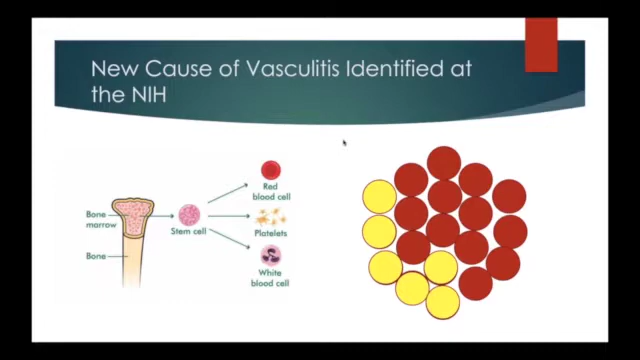 New Cause of Vasculitis Identified at
the NIH
Bone
marrow
Bone
Stem cell
Red
blood cell
Platelets
White
blood cell